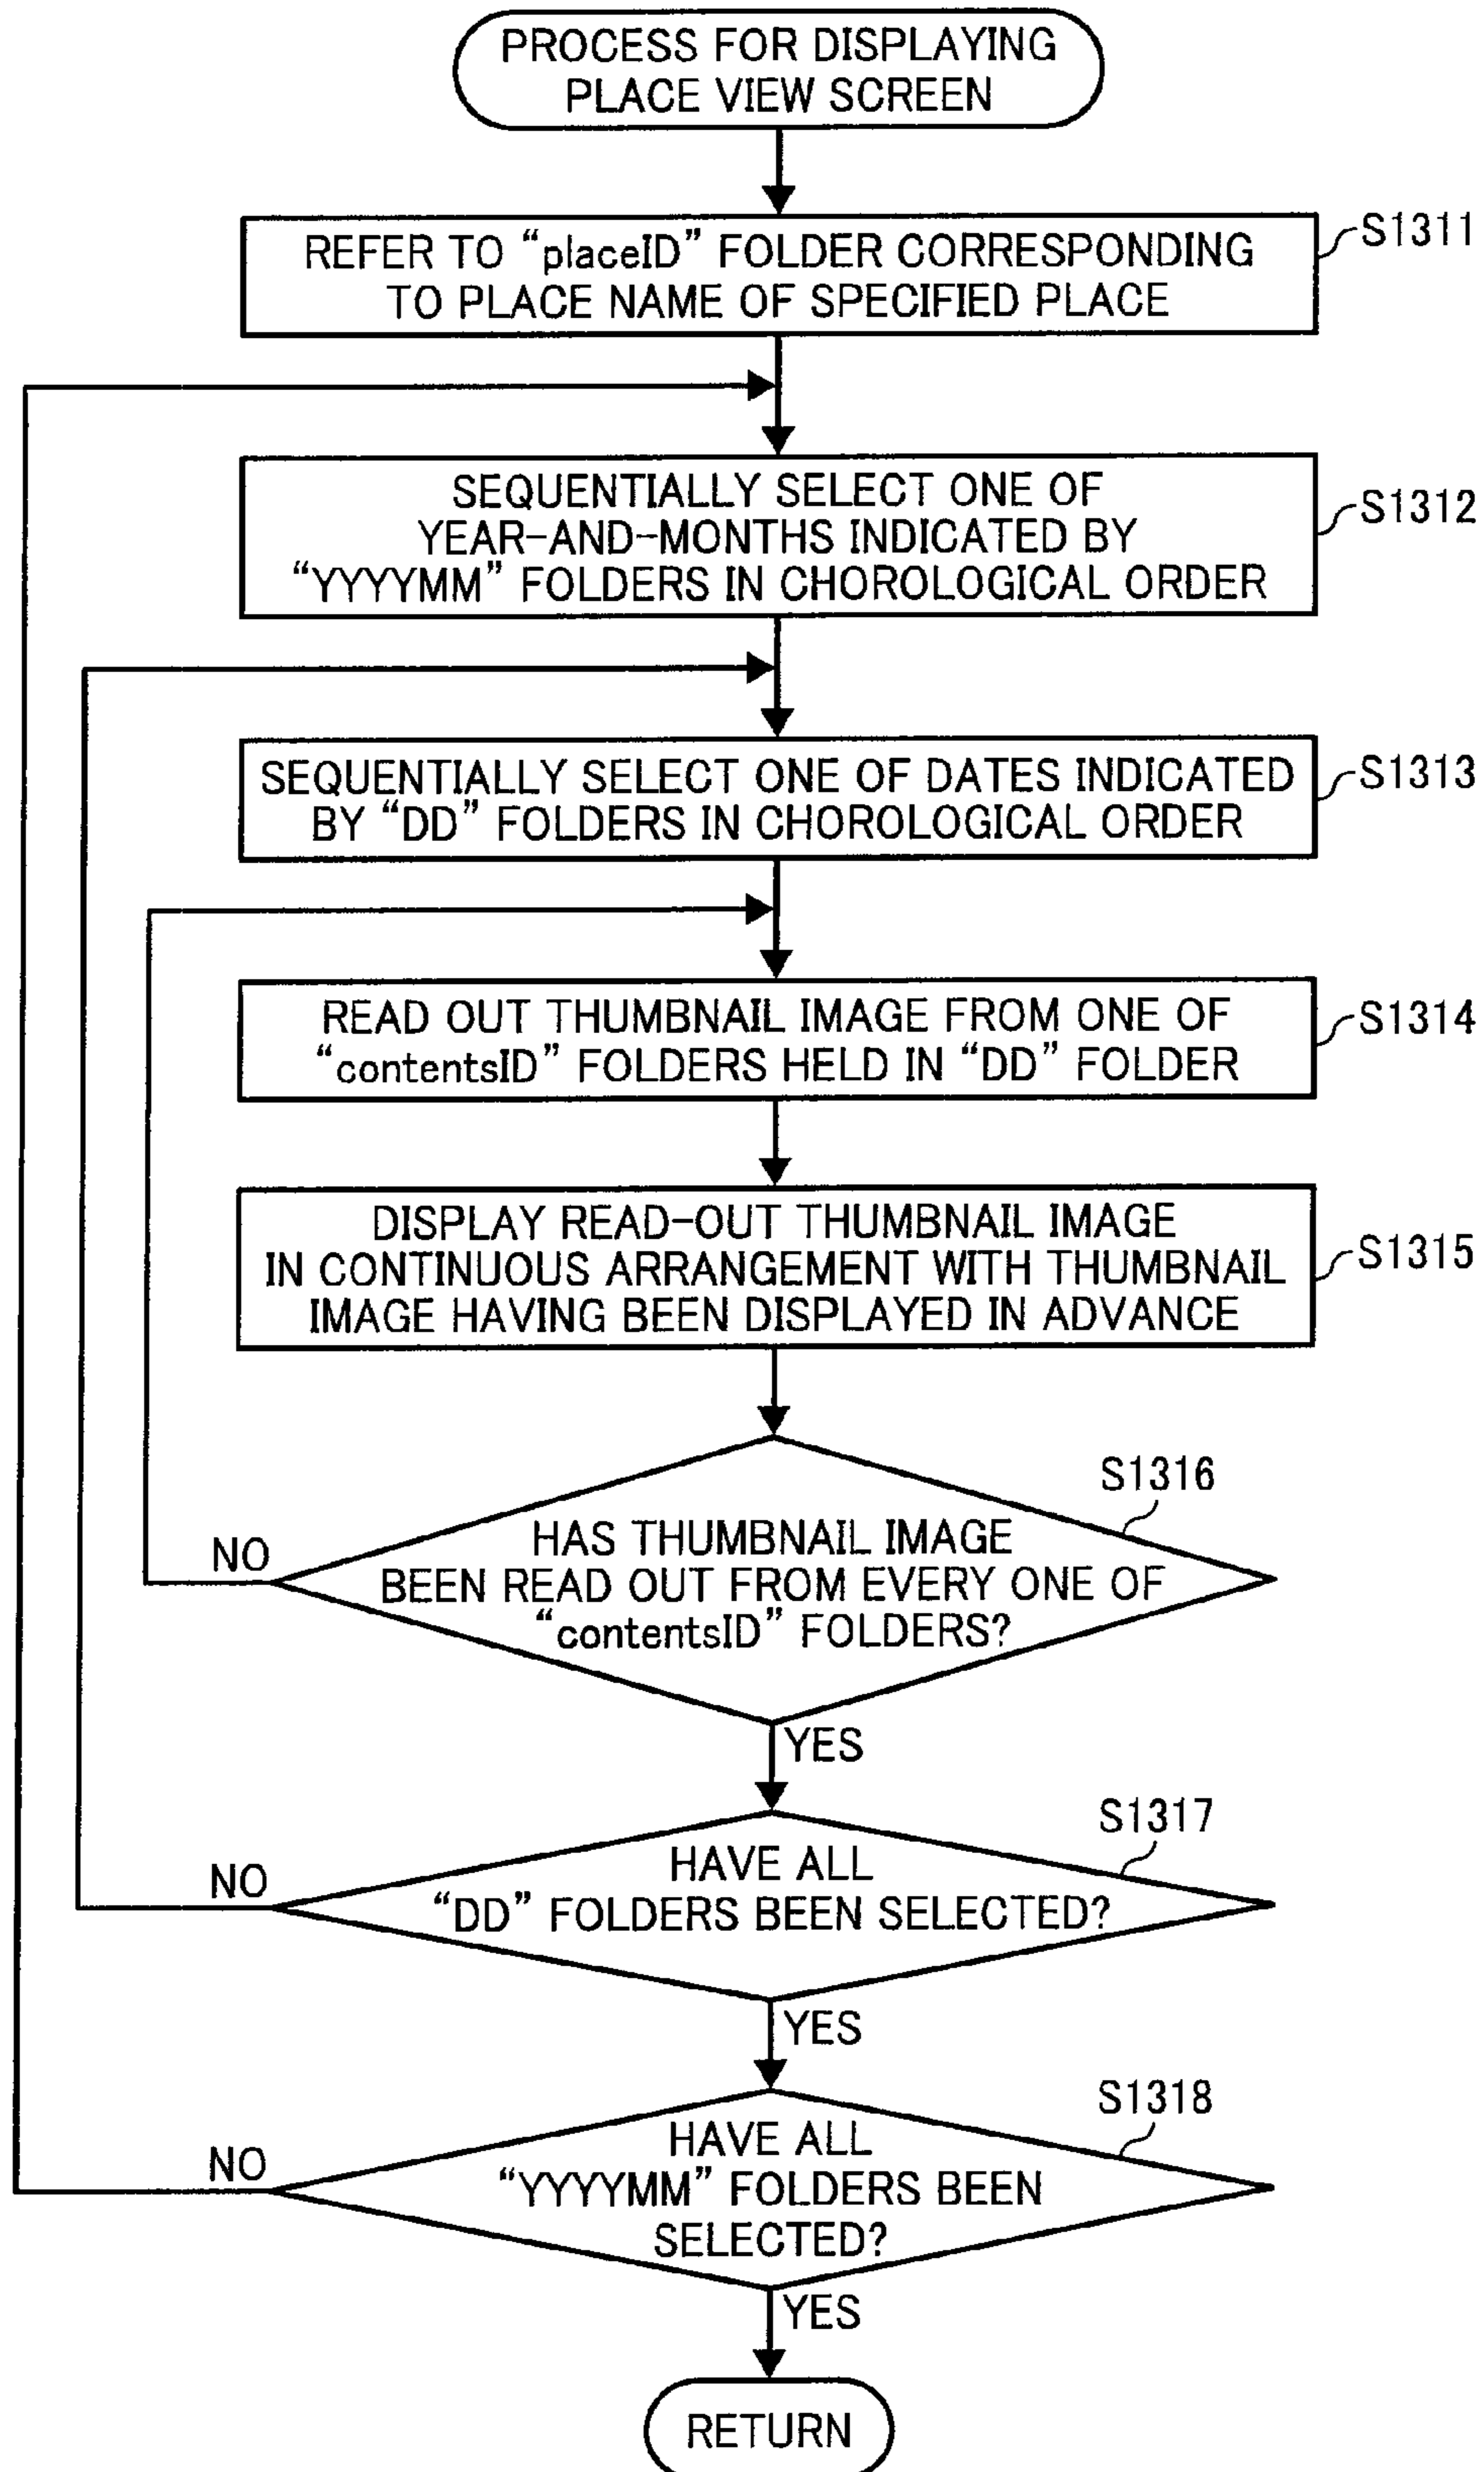 PROCESS FOR DISPLAYING
PLACE VIEW SCREEN
REFER TO “placeID” FOLDER CORRESPONDING
TO PLACE NAME OF SPECIFIED PLACE
S1311
SEQUENTIALLY SELECT ONE OF
YEAR-AND-MONTHS INDICATED BY
“YYYYMM” FOLDERS IN CHOROLOGICAL ORDER
S1312
SEQUENTIALLY SELECT ONE OF DATES INDICATED
BY “DD” FOLDERS IN CHOROLOGICAL ORDER
S1313
READ OUT THUMBNAIL IMAGE FROM ONE OF
“contentsID” FOLDERS HELD IN “DD” FOLDER
S1314
DISPLAY READ-OUT THUMBNAIL IMAGE
IN CONTINUOUS ARRANGEMENT WITH THUMBNAIL
IMAGE HAVING BEEN DISPLAYED IN ADVANCE
S1315
S1316
HAS THUMBNAIL IMAGE
BEEN READ OUT FROM EVERY ONE OF
“contentsID” FOLDERS?
NO
YES
S1317
HAVE ALL
“DD” FOLDERS BEEN SELECTED?
NO
YES
S1318
HAVE ALL
“YYYYMM” FOLDERS BEEN
SELECTED?
NO
YES
RETURN